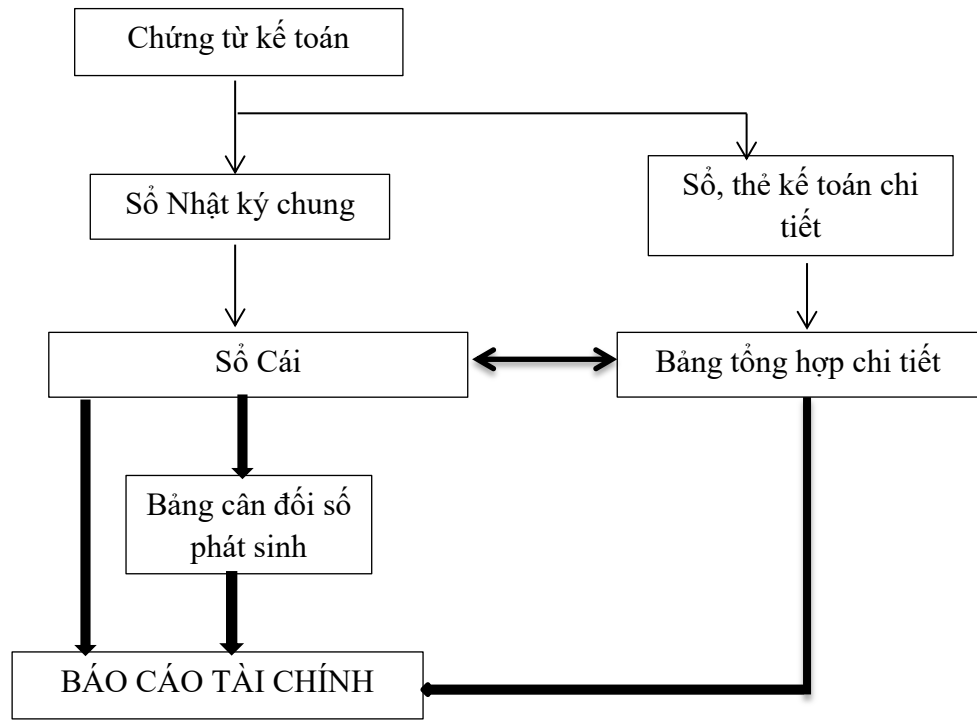 Chứng từ kế toán
Sổ Nhật ký chung
Sổ, thẻ kế toán chi
tiết
Sổ Cái
Bảng tổng hợp chi tiết
Bảng cân đối số
phát sinh
BÁO CÁO TÀI CHÍNH